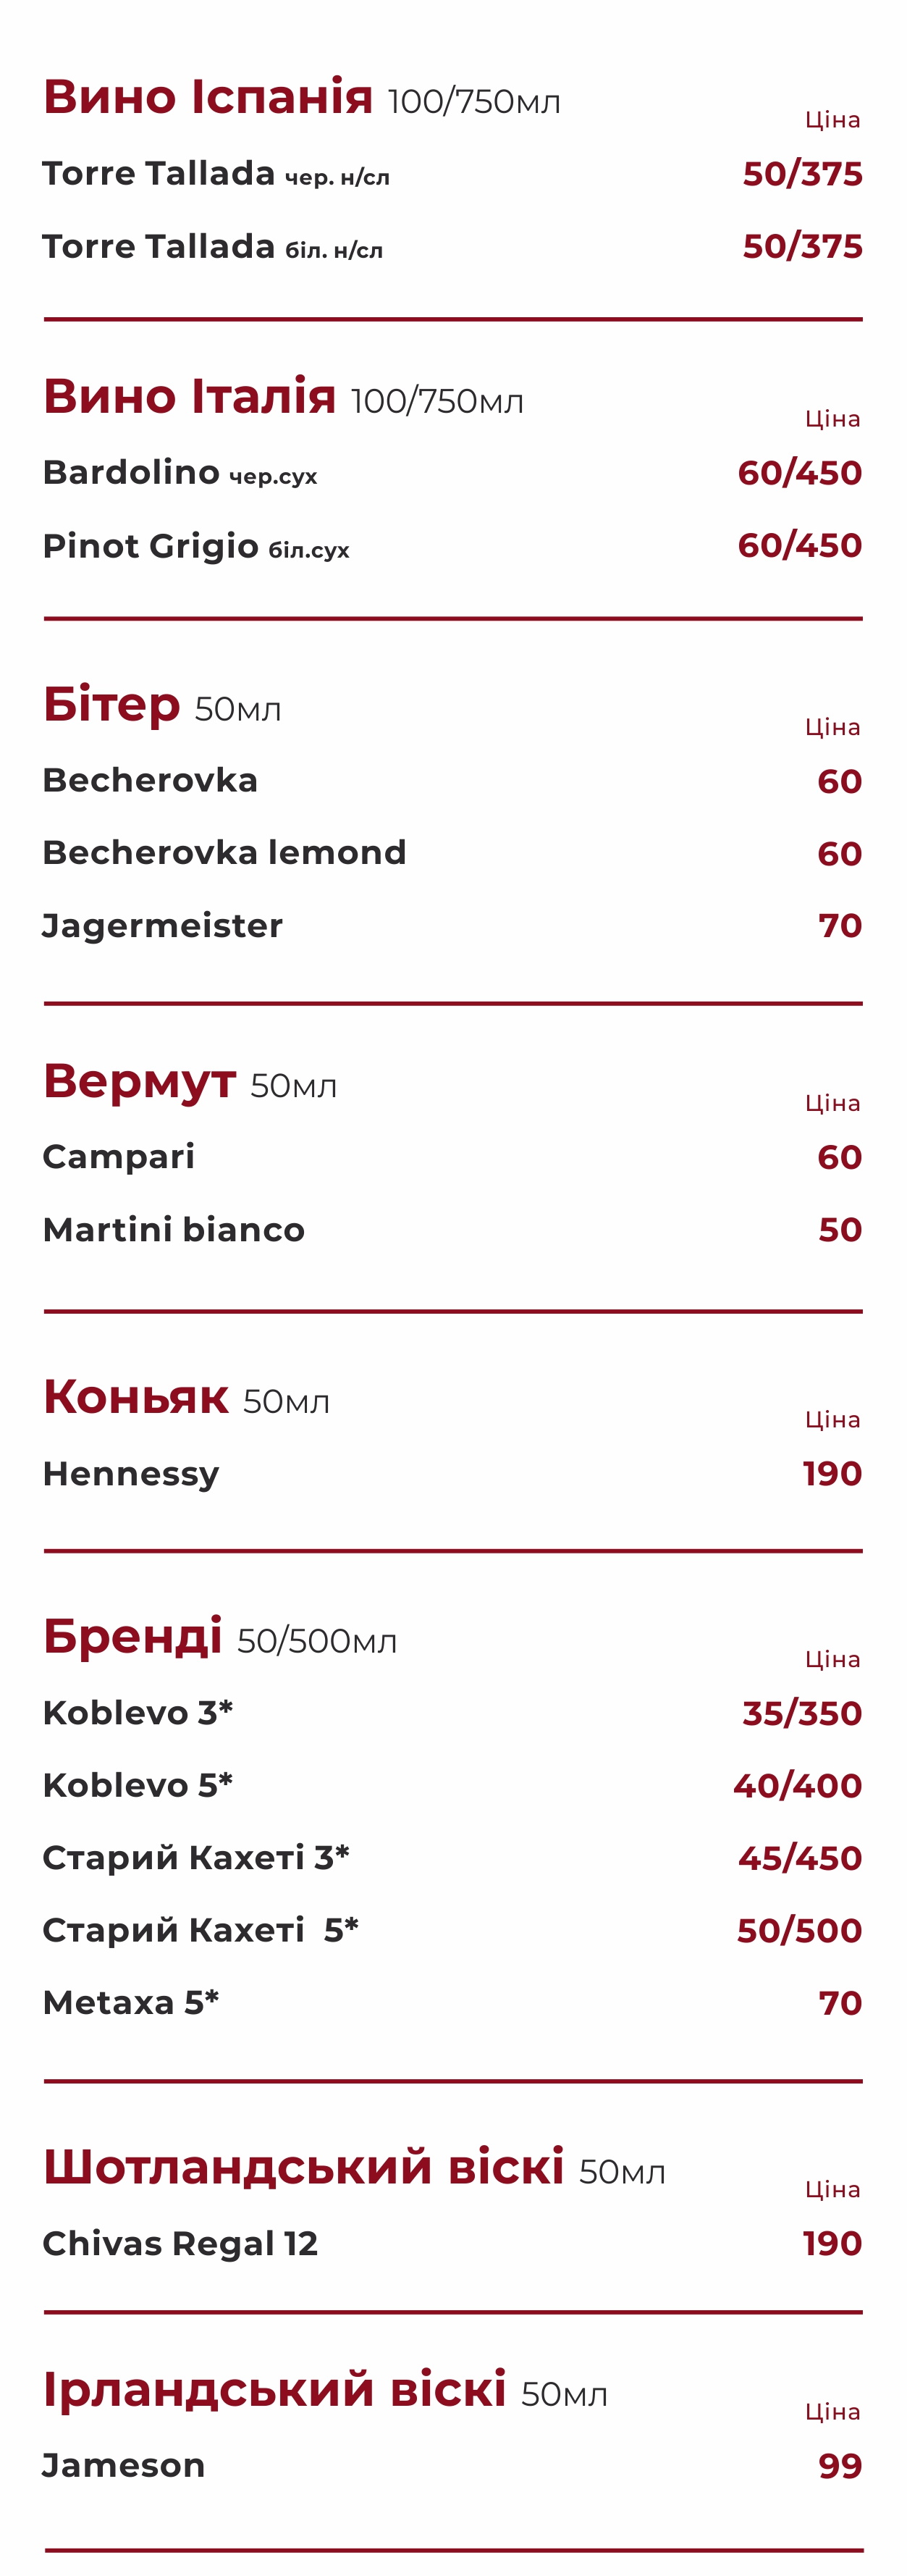 Вино Іспанія 100/750мл
Ціна
Torre Tallada чер. н/сл 50/375
Torre Tallada біл. н/сл 50/375
Вино Італія 100/750мл
Ціна
Bardolino чер.сух 60/450
Pinot Grigio біл.сух 60/450
Бітер 50мл
Ціна
Becherovka 60
Becherovka lemond 60
Jagermeister 70
Вермут 50мл
Ціна
Campari 60
Martini bianco 50
Коньяк 50мл
Ціна
Hennessy 190
Бренді 50/500мл
Ціна
Koblevo 3* 35/350
Koblevo 5* 40/400
Старий Кахеті 3* 45/450
Старий Кахеті 5* 50/500
Metaxa 5* 70
Шотландський віскі 50мл
Ціна
Chivas Regal 12 190
Ірландський віскі 50мл
Ціна
Jameson 99